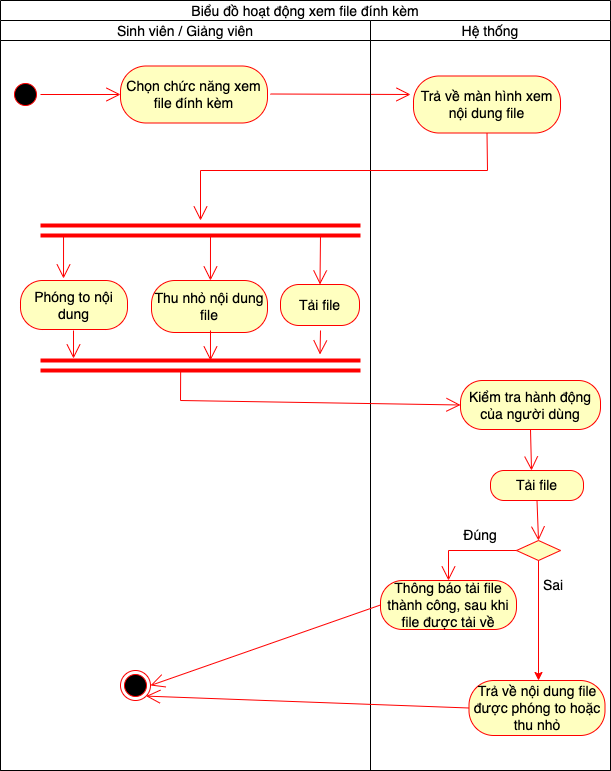 Biểu đồ hoạt động xem file đính kèm
Sinh viên / Giảng viên
Hệ thống
Chọn chức năng xem
file đính kèm
Trả về màn hình xem
nội dung file
Phóng to nội
dung
Thu nhỏ nội dung
file
Tải file
Kiểm tra hành động
của người dùng
Tải file
Đúng
Sai
Thông báo tải file
thành công, sau khi
file được tải về
Trả về nội dung file
được phóng to hoặc
thu nhỏ